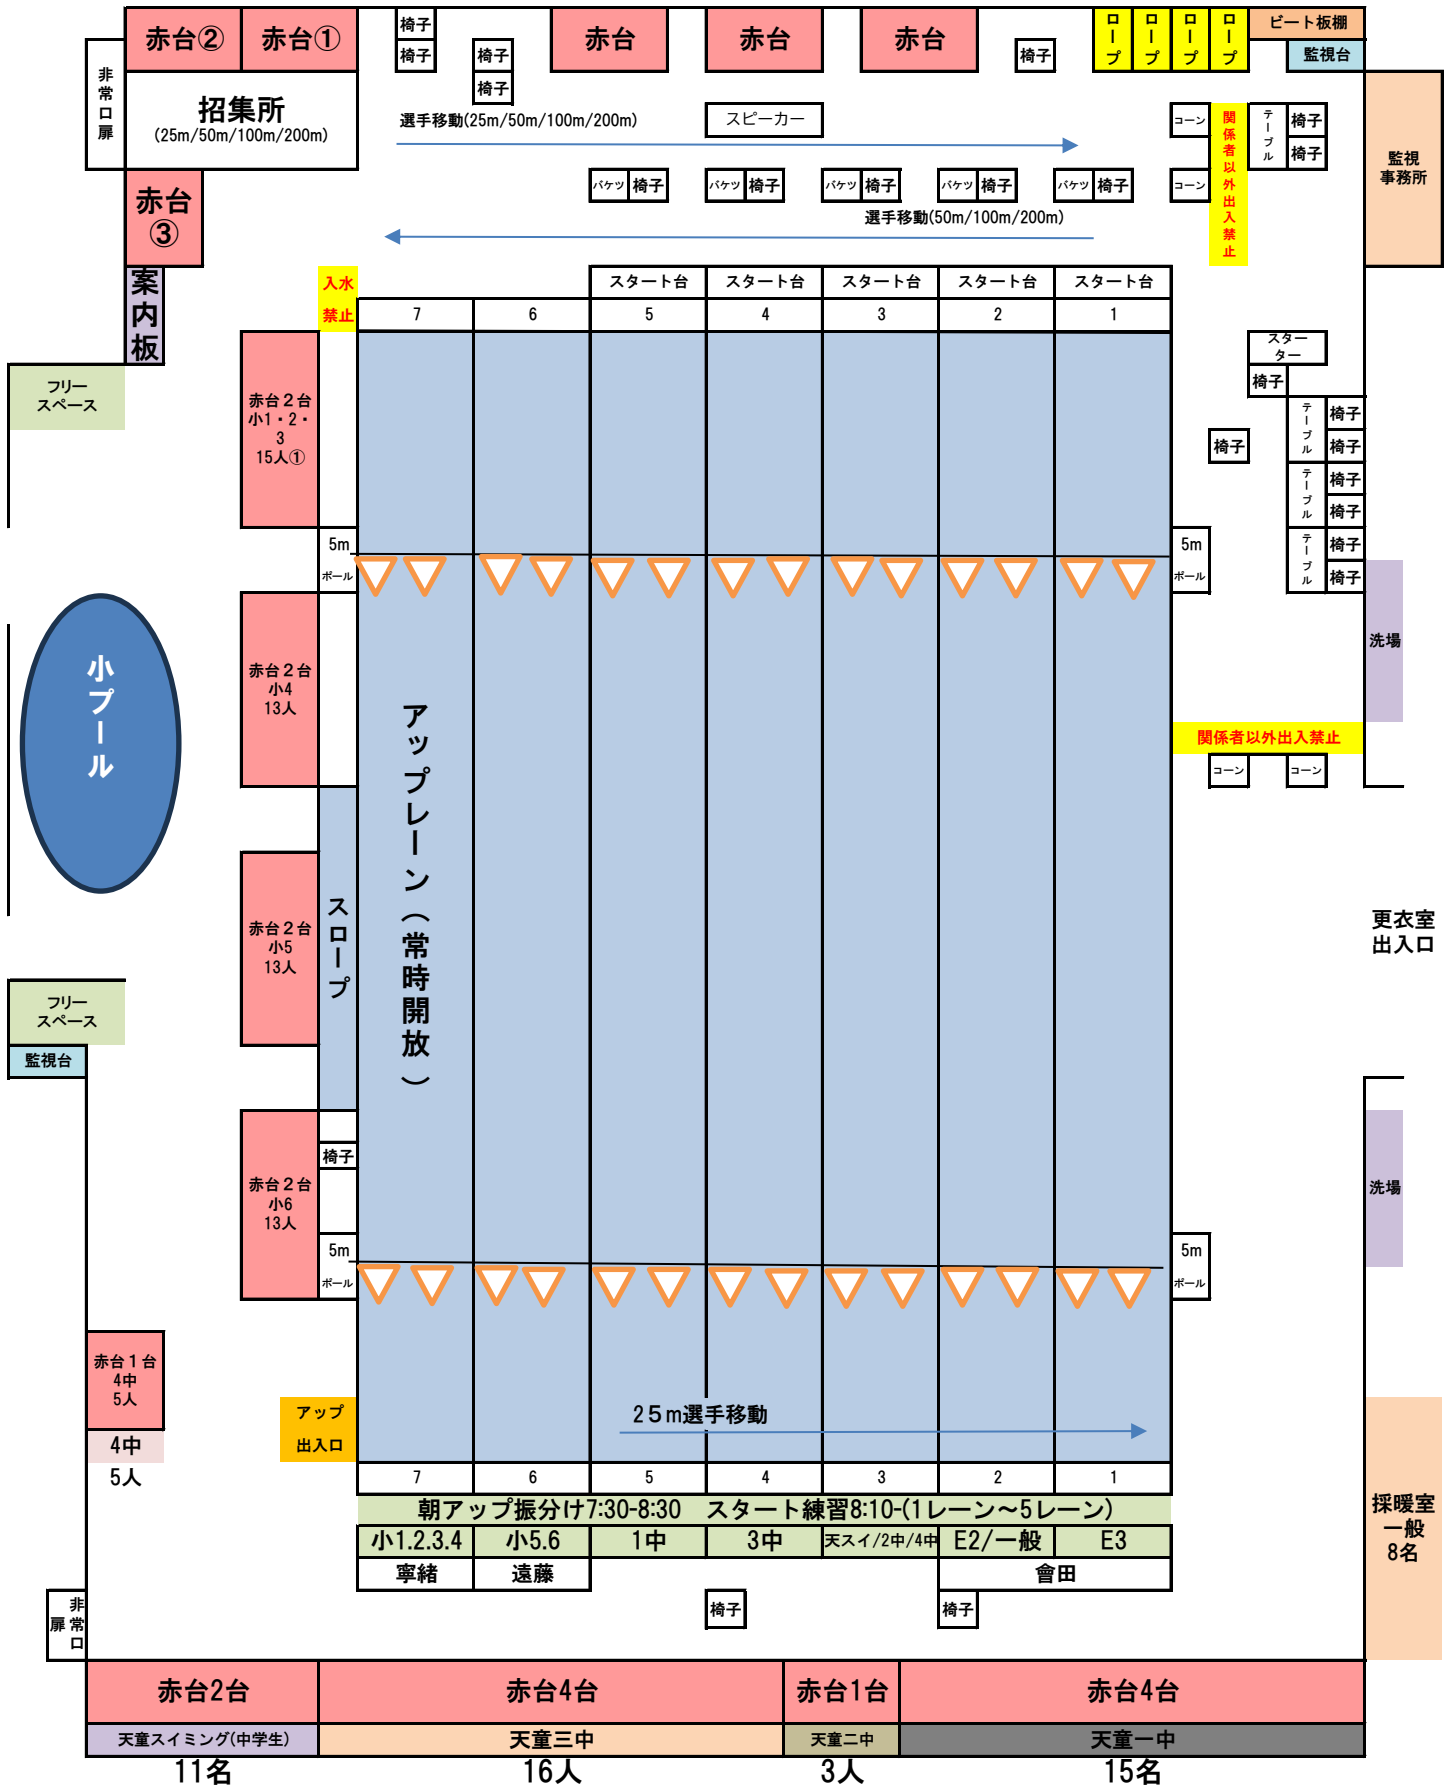 赤台②
赤台①
椅子
椅子
椅子
椅子
赤台
赤台
赤台
椅子
ロープ
ロープ
ロープ
ロープ
ビート板棚
監視台
非常口扉
招集所
(25m/50m/100m/200m)
選手移動(25m/50m/100m/200m)
スピーカー
コーン
関係者以外出入禁止
テーブル
椅子
椅子
監視
事務所
赤台
③
バケツ
椅子
バケツ
椅子
バケツ
椅子
バケツ
椅子
バケツ
椅子
コーン
選手移動(50m/100m/200m)
案内板
入水
禁止
スタート台
スタート台
スタート台
スタート台
スタート台
7
6
5
4
3
2
1
フリー
スペース
赤台２台
小1・2・
3
15人①
スター
ター
椅子
椅子
テーブル
椅子
椅子
テーブル
椅子
椅子
テーブル
椅子
椅子
5m
ポール
5m
ポール
小プール
赤台２台
小4
13人
洗場
アップレーン（常時開放）
関係者以外出入禁止
コーン
コーン
スロープ
赤台２台
小5
13人
更衣室
出入口
フリー
スペース
監視台
椅子
赤台２台
小6
13人
洗場
5m
ポール
5m
ポール
赤台１台
4中
5人
4中
5人
アップ
出入口
2５m選手移動
7
6
5
4
3
2
1
朝アップ振分け7:30-8:30　スタート練習8:10-(1レーン～5レーン)
小1.2.3.4
小5.6
1中
3中
天スイ/2中/4中
E2/一般
E3
寧緒
遠藤
會田
採暖室
一般
8名
非常口扉
椅子
椅子
赤台2台
赤台4台
赤台1台
赤台4台
天童スイミング(中学生)
天童三中
天童二中
天童一中
11名
16人
3人
15名